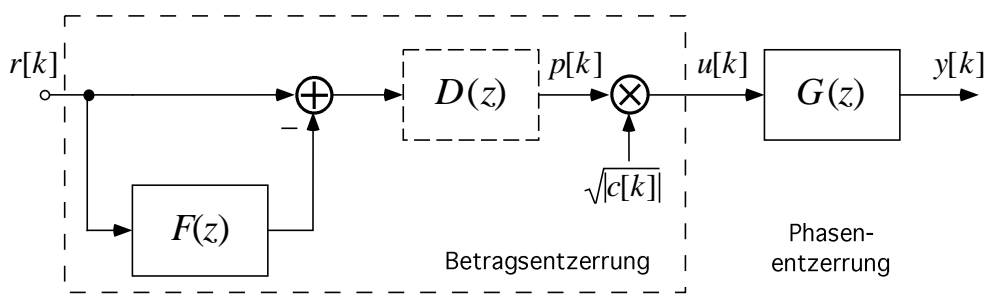 r[k]
−
D(z)
p[k]
√|c[k]|
u[k]
G(z)
y[k]
F(z)
Betragsentzerrung
Phasen-
entzerrung